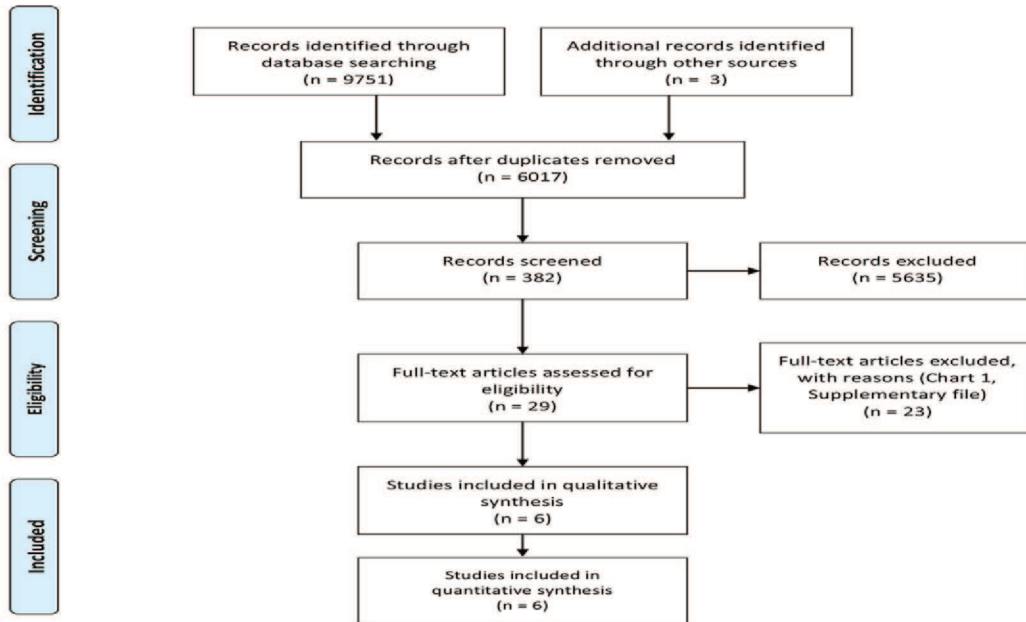 Identification
Records identified through
database searching
(n = 9751)
Additional records identified
through other sources
(n = 3)
Records after duplicates removed
(n = 6017)
Screening
Records screened
(n = 382)
Records excluded
(n = 5635)
Eligibility
Full-text articles assessed for
eligibility
(n = 29)
Full-text articles excluded,
with reasons (Chart 1,
Supplementary file)
(n = 23)
Included
Studies included in qualitative
synthesis
(n = 6)
Studies included in
quantitative synthesis
(n = 6)